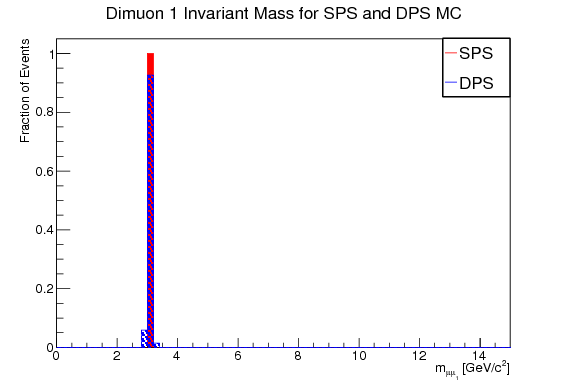 Dimuon 1 Invariant Mass for SPS and DPS MC
Fraction of Events
1
0.8
0.6
0.4
0.2
0
SPS
DPS
0 2 4 6 8 10 12 14
mμμ1 [GeV/c²]